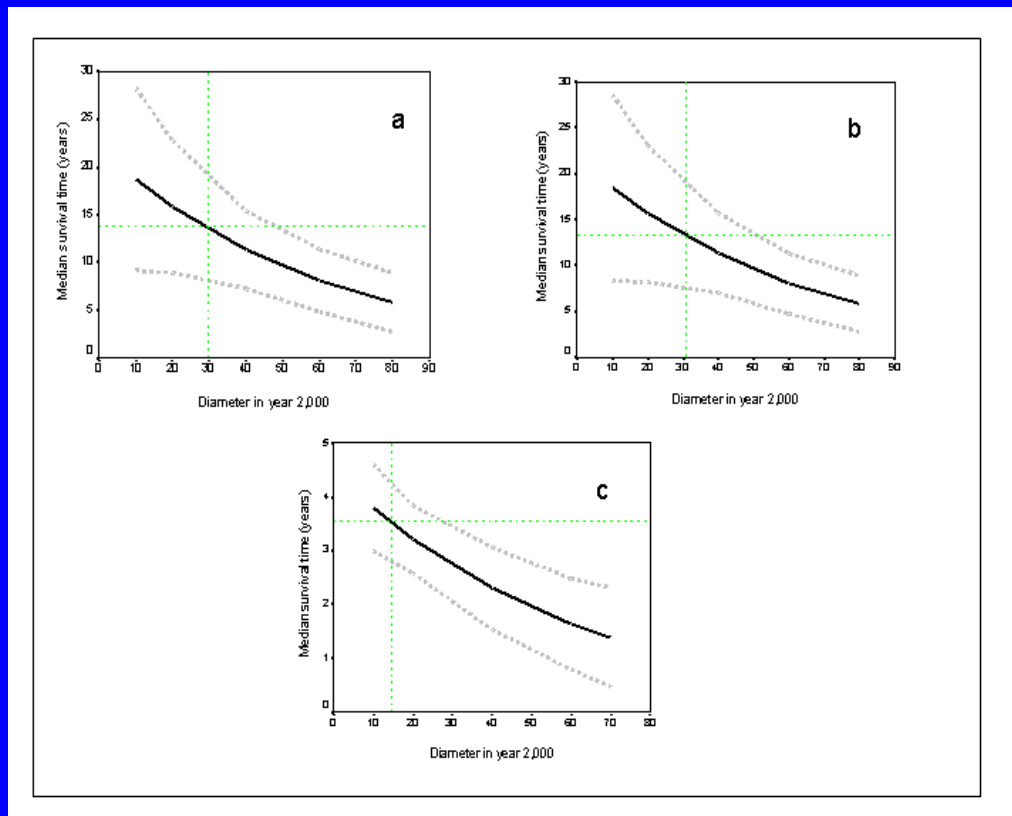 a
Median survival time (years)
30
25
20
15
10
5
0
0 10 20 30 40 50 60 70 80 90
Diameter in year 2,000
b
Median survival time (years)
30
25
20
15
10
5
0
0 10 20 30 40 50 60 70 80 90
Diameter in year 2,000
c
Median survival time (years)
5
4
3
2
1
0
0 10 20 30 40 50 60 70 80
Diameter in year 2,000